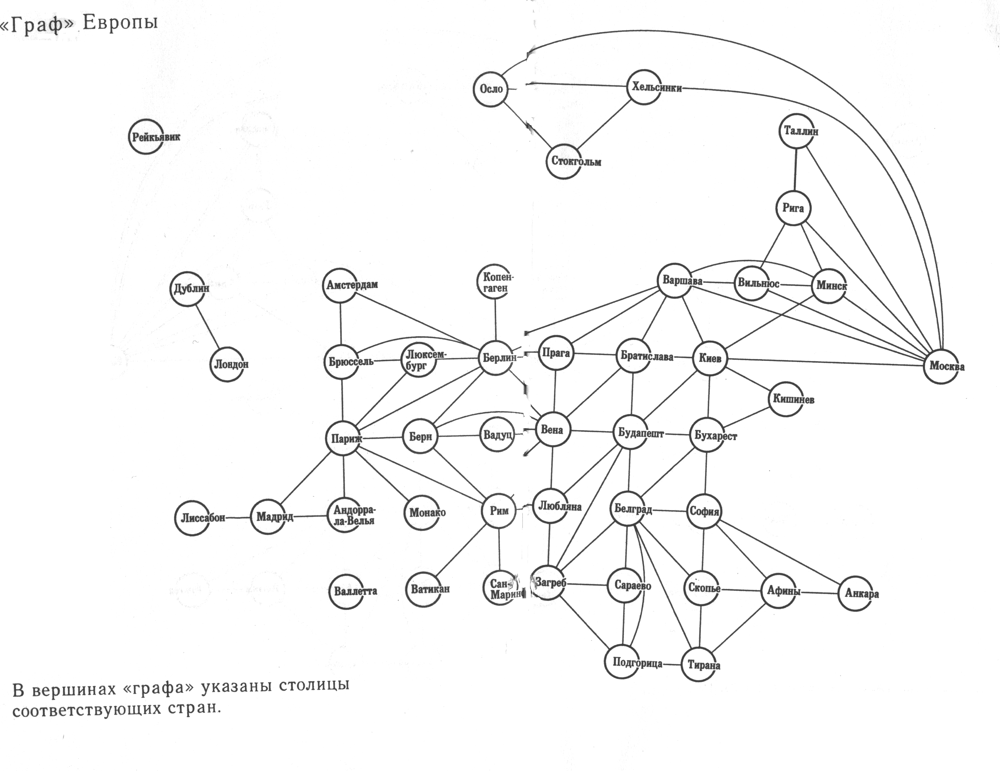 «Граф» Европы
Осло
Хельсинки
Рейкьявик
Таллин
Стокгольм
Рига
Дублин
Амстердам
Копен-
гаген
Варшава
Вильнюс
Минск
Лондон
Брюссель
Люксем-
бург
Берлин
Прага
Братислава
Киев
Москва
Кишинев
Париж
Берн
Вадуц
Вена
Будапешт
Бухарест
Лиссабон
Мадрид
Андорра-
ла-Велья
Монако
Рим
Любляна
Белград
София
Валлетта
Ватикан
Сан-
Марино
Загреб
Сараево
Скопье
Афины
Анкара
Подгорица
Тирана
В вершинах «графа» указаны столицы
соответствующих стран.